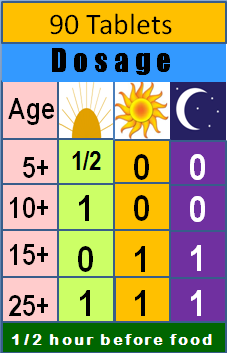 90 Tablets
Dosage
Age
5+ 1/2 0 0
10+ 1 0 0
15+ 0 1 1
25+ 1 1 1
1/2 hour before food